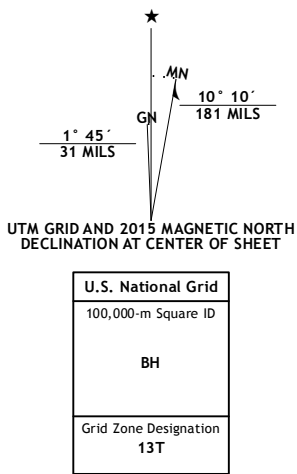 ★
MN
GN
10° 10´
181 MILS
1° 45´
31 MILS
UTM GRID AND 2015 MAGNETIC NORTH
DECLINATION AT CENTER OF SHEET
U.S. National Grid
100,000-m Square ID
BH
Grid Zone Designation
13T